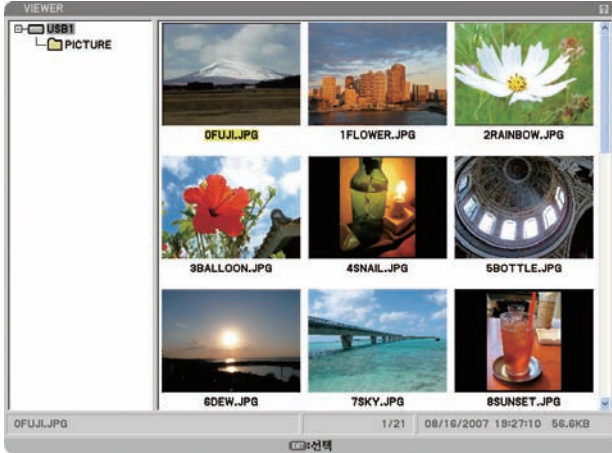 VIEWER
USB1
PICTURE
0FUJI.JPG 1FLOWER.JPG 2RAINBOW.JPG
3BALLOON.JPG 4SNAIL.JPG 5BOTTLE.JPG
6DEW.JPG 7SKY.JPG 8SUNSET.JPG
0FUJI.JPG 1/21 08/16/2007 19:27:10 56.6KB
EXIT:선택